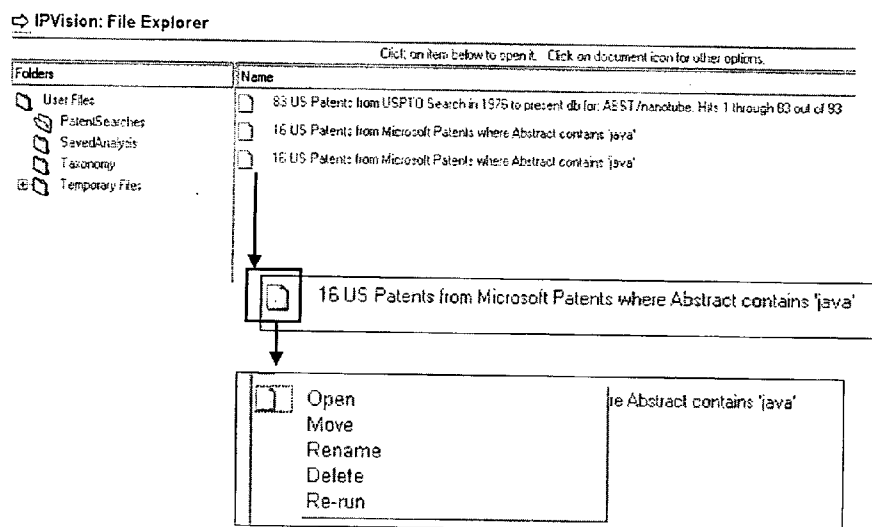 IPVision: File Explorer
Click on item below to open it. Click on document icon for other options.
Folders
Name
User Files
PatentSearches
SavedAnalysis
Taxonomy
Temporary Files
83 US Patents from USPTO Search in 1976 to present db for: ABST/nanotube. Hits 1 through 83 out of 93
16 US Patents from Microsoft Patents where Abstract contains 'java'
16 US Patents from Microsoft Patents where Abstract contains 'java'
16 US Patents from Microsoft Patents where Abstract contains 'java'
Open
re Abstract contains 'java'
Move
Rename
Delete
Re-run